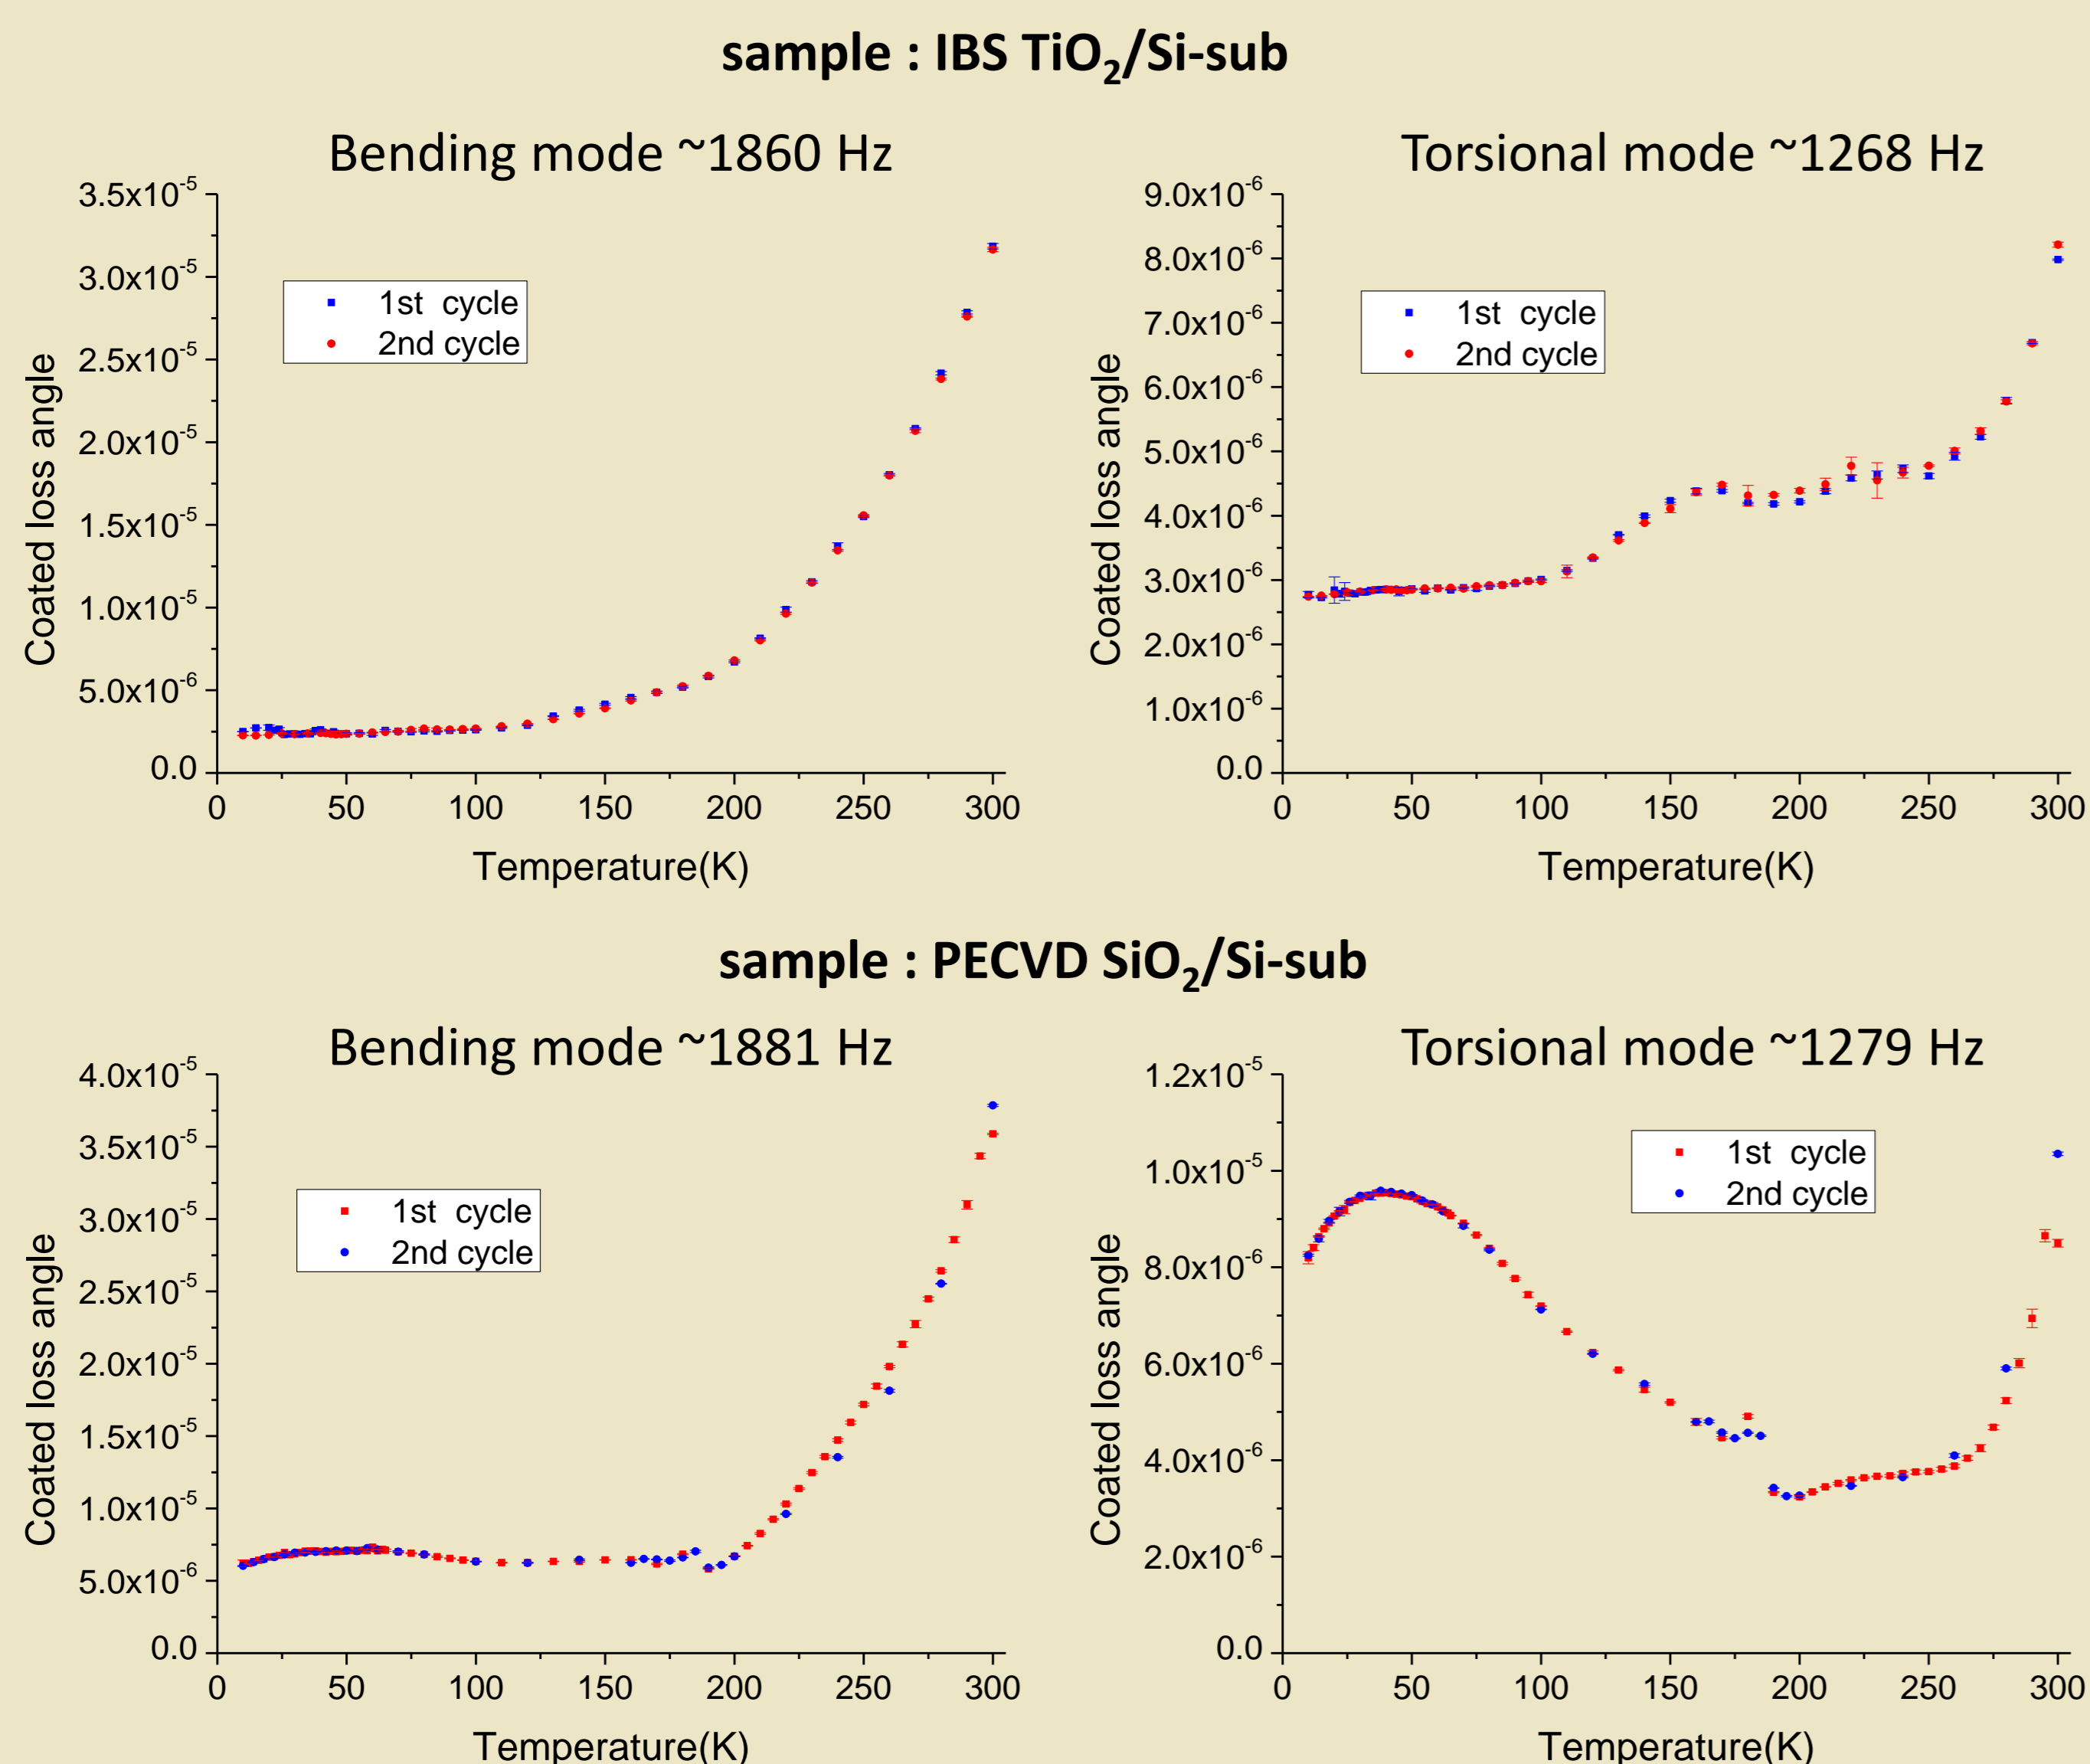 sample : IBS TiO₂/Si-sub
Bending mode ~1860 Hz
3.5x10⁻⁵
3.0x10⁻⁵
2.5x10⁻⁵
2.0x10⁻⁵
1.5x10⁻⁵
1.0x10⁻⁵
5.0x10⁻⁶
0.0
Coated loss angle
1st cycle
2nd cycle
0 50 100 150 200 250 300
Temperature(K)
Torsional mode ~1268 Hz
9.0x10⁻⁶
8.0x10⁻⁶
7.0x10⁻⁶
6.0x10⁻⁶
5.0x10⁻⁶
4.0x10⁻⁶
3.0x10⁻⁶
2.0x10⁻⁶
1.0x10⁻⁶
0.0
Coated loss angle
1st cycle
2nd cycle
0 50 100 150 200 250 300
Temperature(K)
sample : PECVD SiO₂/Si-sub
Bending mode ~1881 Hz
4.0x10⁻⁵
3.5x10⁻⁵
3.0x10⁻⁵
2.5x10⁻⁵
2.0x10⁻⁵
1.5x10⁻⁵
1.0x10⁻⁵
5.0x10⁻⁶
0.0
Coated loss angle
1st cycle
2nd cycle
0 50 100 150 200 250 300
Temperature(K)
Torsional mode ~1279 Hz
1.2x10⁻⁵
1.0x10⁻⁵
8.0x10⁻⁶
6.0x10⁻⁶
4.0x10⁻⁶
2.0x10⁻⁶
0.0
Coated loss angle
1st cycle
2nd cycle
0 50 100 150 200 250 300
Temperature(K)